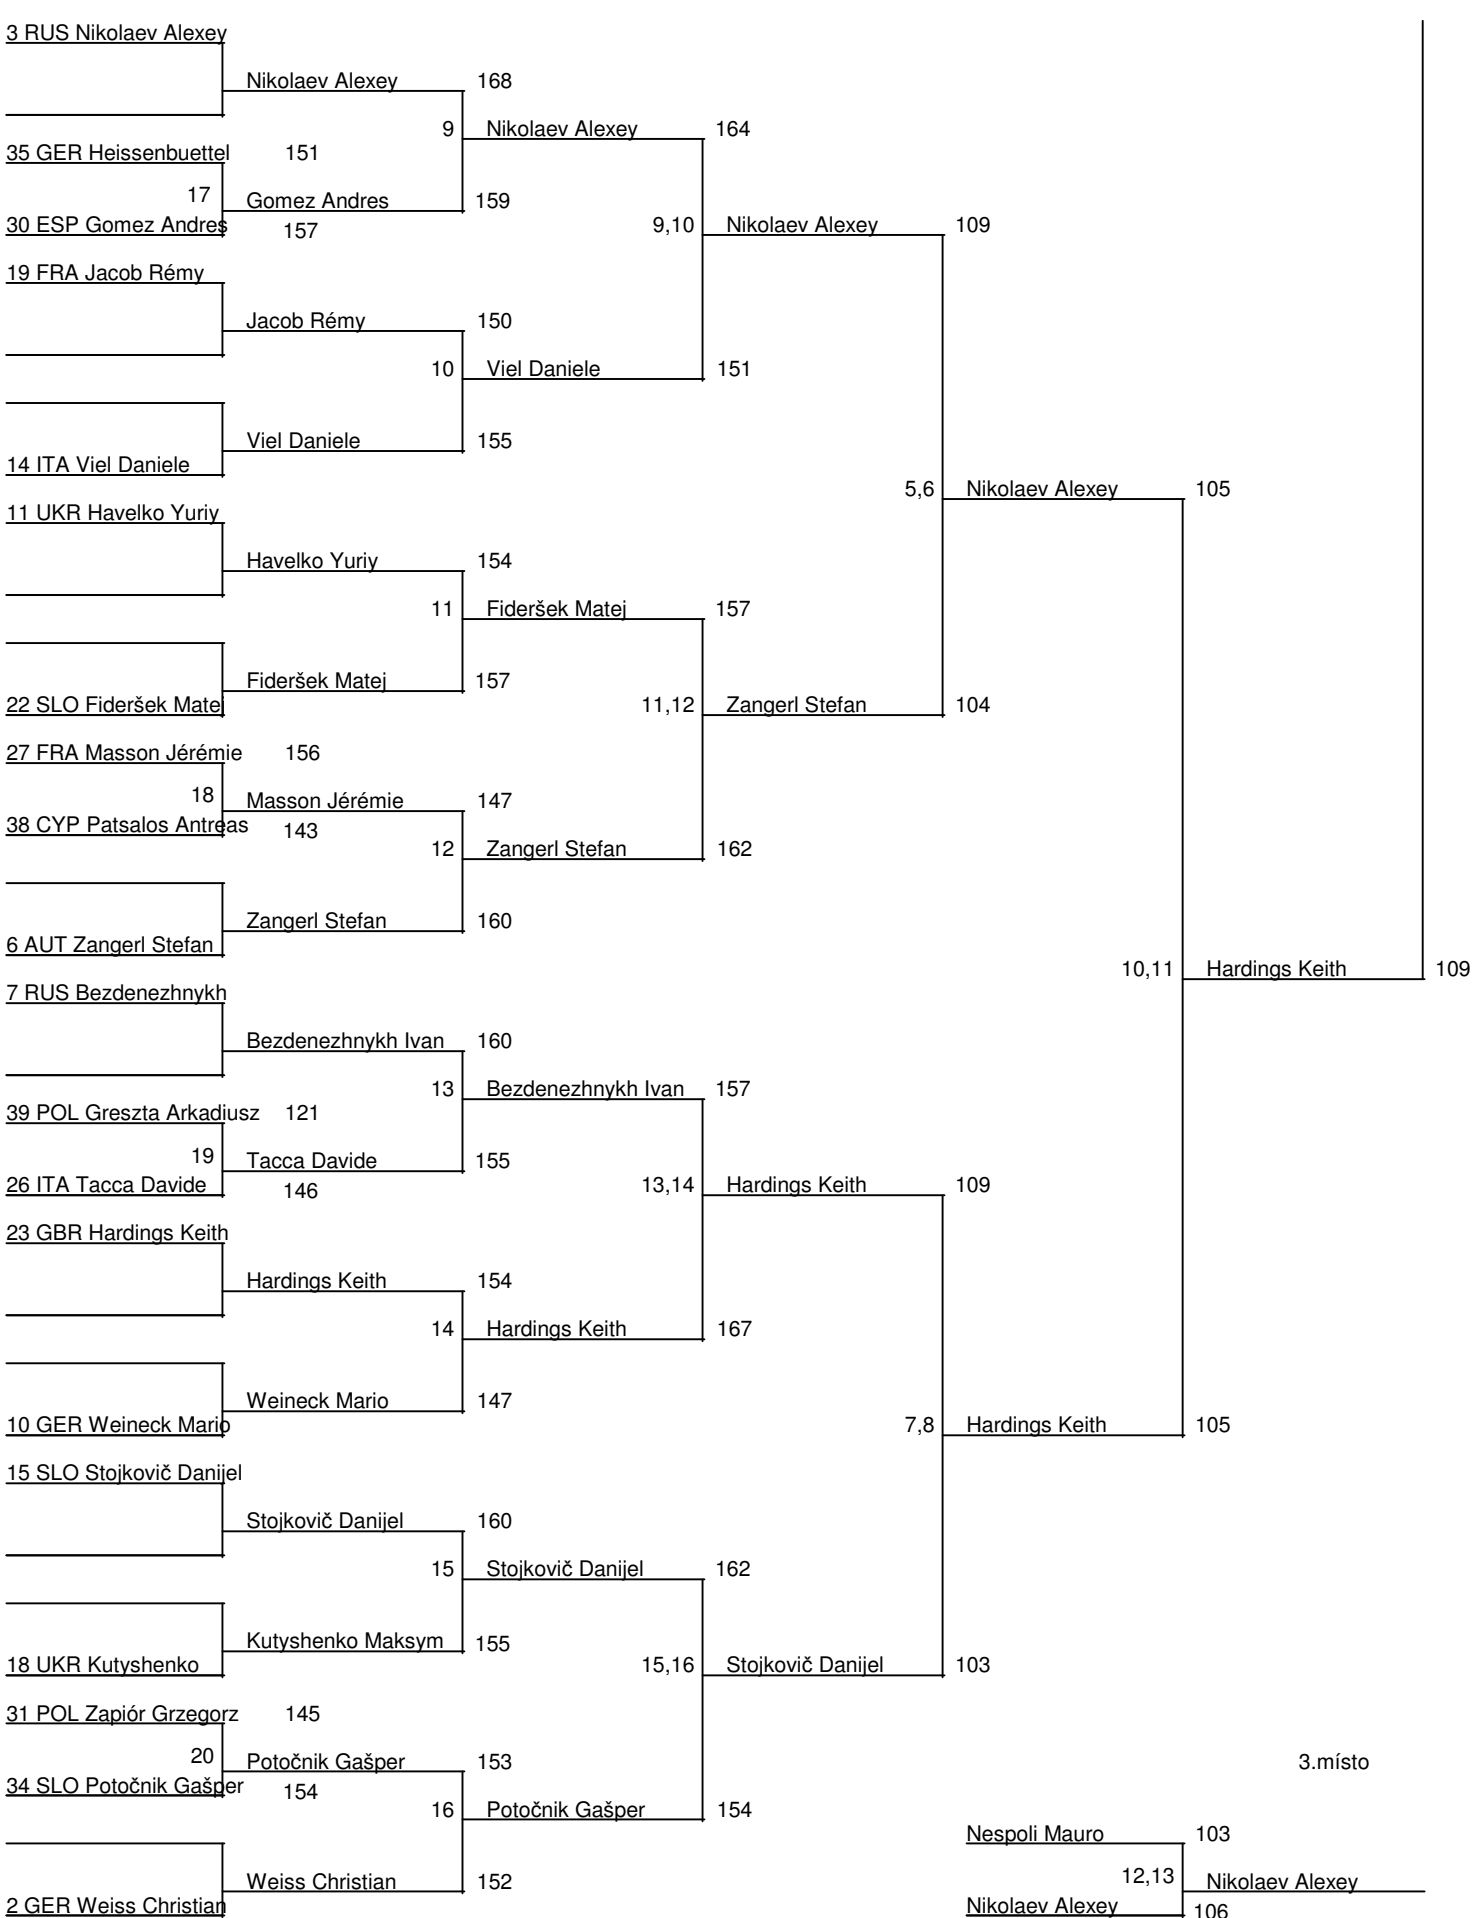 3 RUS Nikolaev Alexey
Nikolaev Alexey 168
9 Nikolaev Alexey 164
35 GER Heissenbuettel 151
17 Gomez Andres 159
30 ESP Gomez Andres 157
9,10 Nikolaev Alexey 109
19 FRA Jacob Rémy
Jacob Rémy 150
10 Viel Daniele 151
Viel Daniele 155
14 ITA Viel Daniele
5,6 Nikolaev Alexey 105
11 UKR Havelko Yuriy
Havelko Yuriy 154
11 Fideršek Matej 157
Fideršek Matej 157
22 SLO Fideršek Matej
11,12 Zangerl Stefan 104
27 FRA Masson Jérémie 156
18 Masson Jérémie 147
38 CYP Patsalos Antreas 143
12 Zangerl Stefan 162
Zangerl Stefan 160
6 AUT Zangerl Stefan
10,11 Hardings Keith 109
7 RUS Bezdenezhnykh
Bezdenezhnykh Ivan 160
13 Bezdenezhnykh Ivan 157
39 POL Greszta Arkadiusz 121
19 Tacca Davide 155
26 ITA Tacca Davide 146
13,14 Hardings Keith 109
23 GBR Hardings Keith
Hardings Keith 154
14 Hardings Keith 167
Weineck Mario 147
10 GER Weineck Mario
7,8 Hardings Keith 105
15 SLO Stojkovič Danijel
Stojkovič Danijel 160
15 Stojkovič Danijel 162
Kutyshenko Maksym 155
18 UKR Kutyshenko
15,16 Stojkovič Danijel 103
31 POL Zapiór Grzegorz 145
20 Potočnik Gašper 153
3.místo
34 SLO Potočnik Gašper 154
16 Potočnik Gašper 154
Nespoli Mauro 103
Weiss Christian 152
12,13 Nikolaev Alexey
2 GER Weiss Christian
Nikolaev Alexey 106